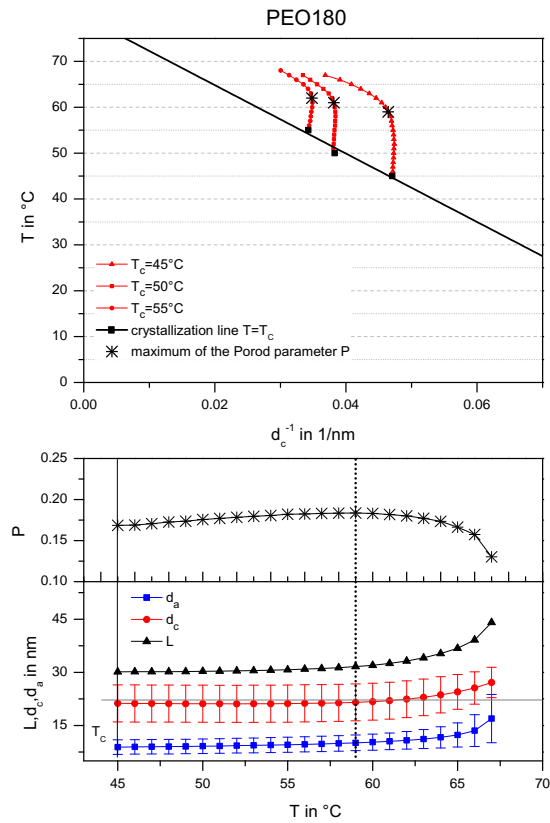 PEO180
70
60
50
40
30
20
10
0
T in °C
T_c=45°C
T_c=50°C
T_c=55°C
crystallization line T=T_C
maximum of the Porod parameter P
0.00 0.02 0.04 0.06
d_c^-1 in 1/nm
0.25
0.20
0.15
0.10
P
d_a
d_c
L
45
30
15
L,d_c,d_a in nm
T_C
45 50 55 60 65 70
T in °C